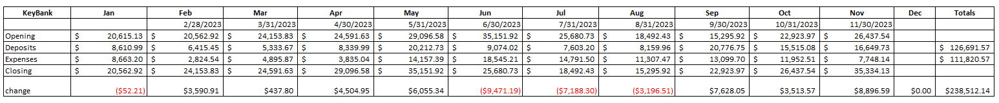 KeyBank Jan Feb Mar Apr May Jun Jul Aug Sep Oct Nov Dec Totals
2/28/2023 3/31/2023 4/30/2023 5/31/2023 6/30/2023 7/31/2023 8/31/2023 9/30/2023 10/31/2023 11/30/2023
Opening $ 20,615.13 $ 20,562.92 $ 24,153.83 $ 24,591.63 $ 29,096.58 $ 35,151.92 $ 25,680.73 $ 18,492.43 $ 15,295.92 $ 22,923.97 $ 26,437.54
Deposits $ 8,610.99 $ 6,415.45 $ 5,333.67 $ 8,339.99 $ 20,212.73 $ 9,074.02 $ 7,603.20 $ 8,159.96 $ 20,776.75 $ 15,515.08 $ 16,649.73 $ 126,691.57
Expenses $ 8,663.20 $ 2,824.54 $ 4,895.87 $ 3,835.04 $ 14,157.39 $ 18,545.21 $ 14,791.50 $ 11,307.47 $ 13,099.70 $ 11,952.51 $ 7,748.14 $ 111,820.57
Closing $ 20,562.92 $ 24,153.83 $ 24,591.63 $ 29,096.58 $ 35,151.92 $ 25,680.73 $ 18,492.43 $ 15,295.92 $ 22,923.97 $ 26,437.54 $ 35,334.13
change ($52.21) $3,590.91 $437.80 $4,504.95 $6,055.34 ($9,471.19) ($7,188.30) ($3,196.51) $7,628.05 $3,513.57 $8,896.59 $0.00 $238,512.14